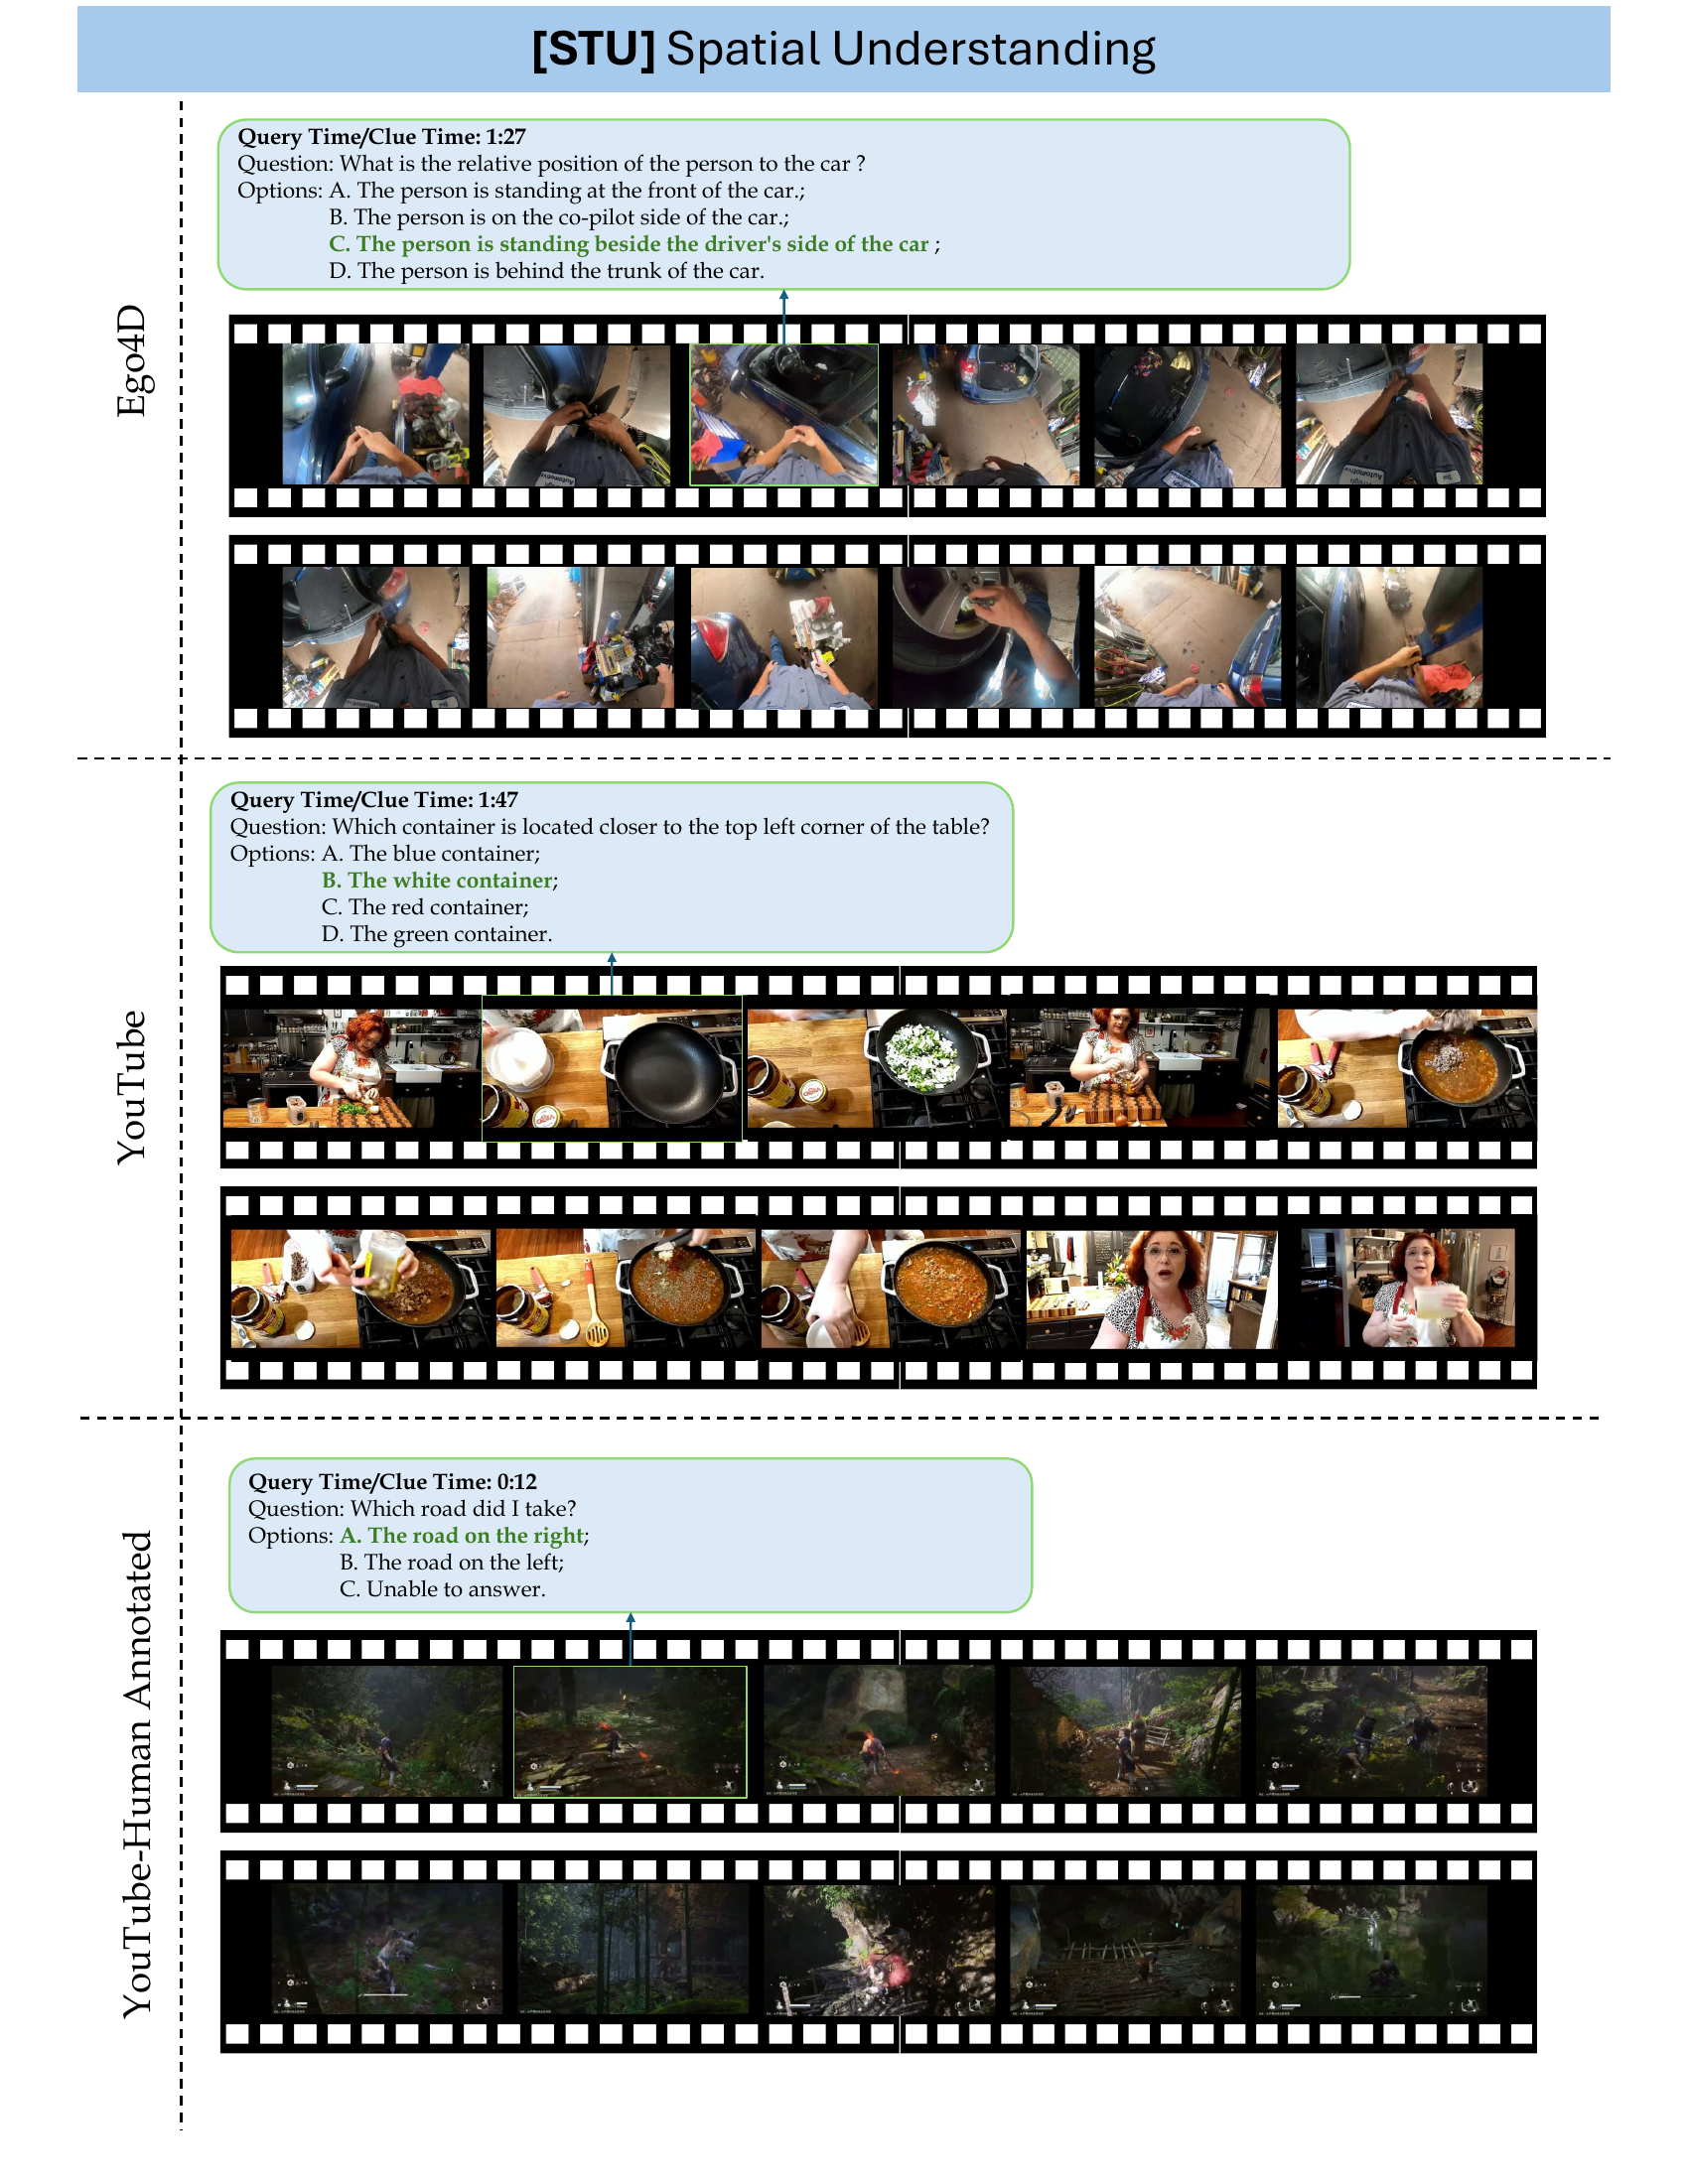 [STU] Spatial Understanding
Ego4D
Query Time/Clue Time: 1:27
Question: What is the relative position of the person to the car ?
Options: A. The person is standing at the front of the car.;
B. The person is on the co-pilot side of the car.;
C. The person is standing beside the driver's side of the car ;
D. The person is behind the trunk of the car.
Automotive
YouTube
Query Time/Clue Time: 1:47
Question: Which container is located closer to the top left corner of the table?
Options: A. The blue container;
B. The white container;
C. The red container;
D. The green container.
YouTube-Human Annotated
Query Time/Clue Time: 0:12
Question: Which road did I take?
Options: A. The road on the right;
B. The road on the left;
C. Unable to answer.